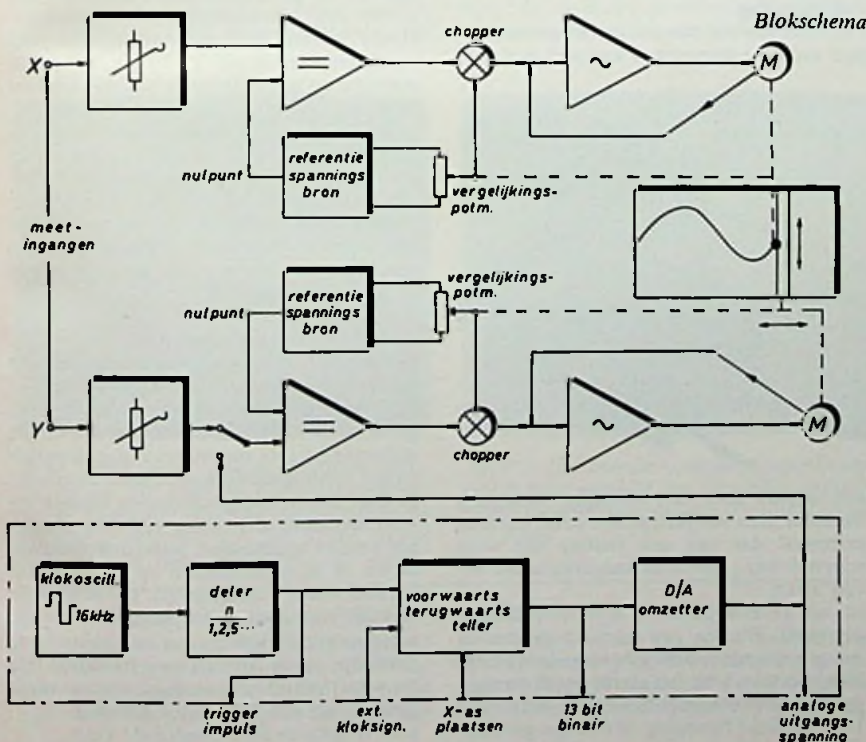 Blokschema
chopper
X
=
~
M
nulpunt
referentie
spannings
bron
vergelijkings-
potm.
meet-
ingangen
vergelijkings-
potm.
nulpunt
referentie
spannings
bron
Y
=
chopper
~
M
klokoscill.
16kHz
deler
n
1,2,5···
voorwaarts
terugwaarts
teller
D/A
omzetter
trigger
impuls
ext.
kloksign.
X-as
plaatsen
13 bit
binair
analoge
uitgangs-
spanning